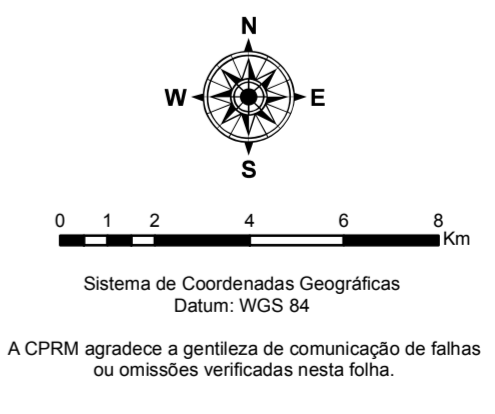 N
W E
S
0 1 2 4 6 8
Km
Sistema de Coordenadas Geográficas
Datum: WGS 84
A CPRM agradece a gentileza de comunicação de falhas
ou omissões verificadas nesta folha.